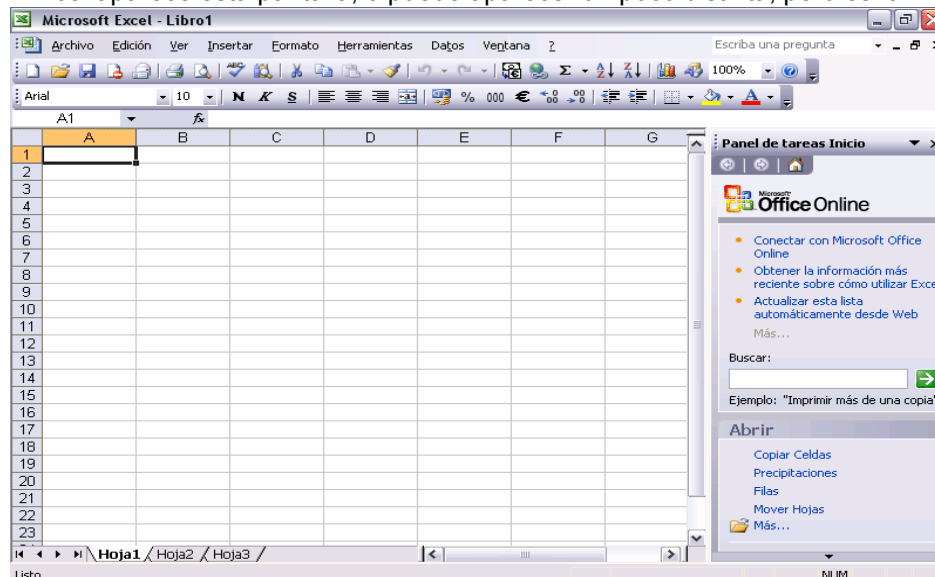 Microsoft Excel - Libro1
Archivo Edición Ver Insertar Formato Herramientas Datos Ventana ? Escriba una pregunta
100%
Arial 10 N K S % 000 €
A1 fx
A B C D E F G
1
2
3
4
5
6
7
8
9
10
11
12
13
14
15
16
17
18
19
20
21
22
23
Panel de tareas Inicio
Microsoft
Office Online
Conectar con Microsoft Office
Online
Obtener la información más
reciente sobre cómo utilizar Exce
Actualizar esta lista
automáticamente desde Web
Más...
Buscar:
Ejemplo: "Imprimir más de una copia"
Abrir
Copiar Celdas
Precipitaciones
Filas
Mover Hojas
Más...
Hoja1 Hoja2 Hoja3
Listo NUM